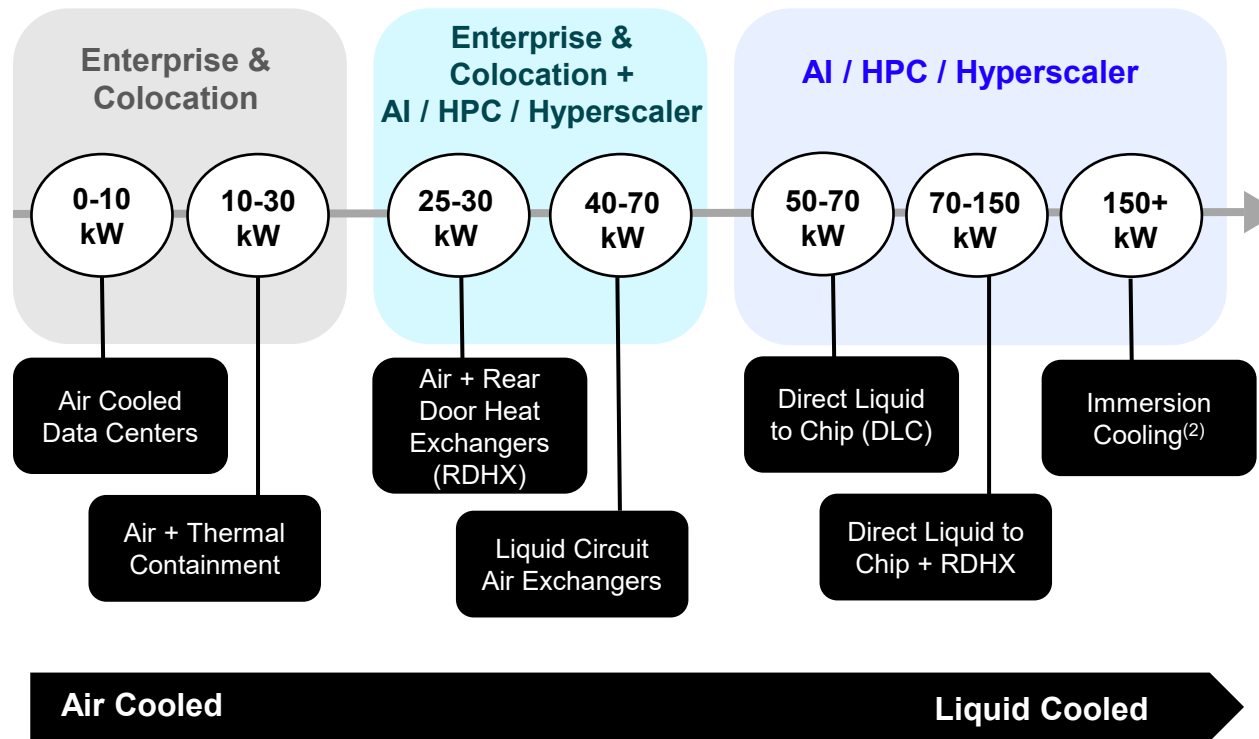 Enterprise &
Colocation
Enterprise &
Colocation +
AI / HPC / Hyperscaler
AI / HPC / Hyperscaler
0-10
kW
10-30
kW
25-30
kW
40-70
kW
50-70
kW
70-150
kW
150+
kW
Air Cooled
Data Centers
Air + Thermal
Containment
Air + Rear
Door Heat
Exchangers
(RDHX)
Liquid Circuit
Air Exchangers
Direct Liquid
to Chip (DLC)
Direct Liquid to
Chip + RDHX
Immersion
Cooling(2)
Air Cooled
Liquid Cooled